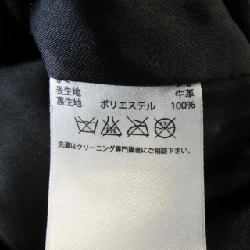 表生地 牛革
裏生地 ポリエステル 100%
洗濯はクリーニング専門業者にご相談下さい。